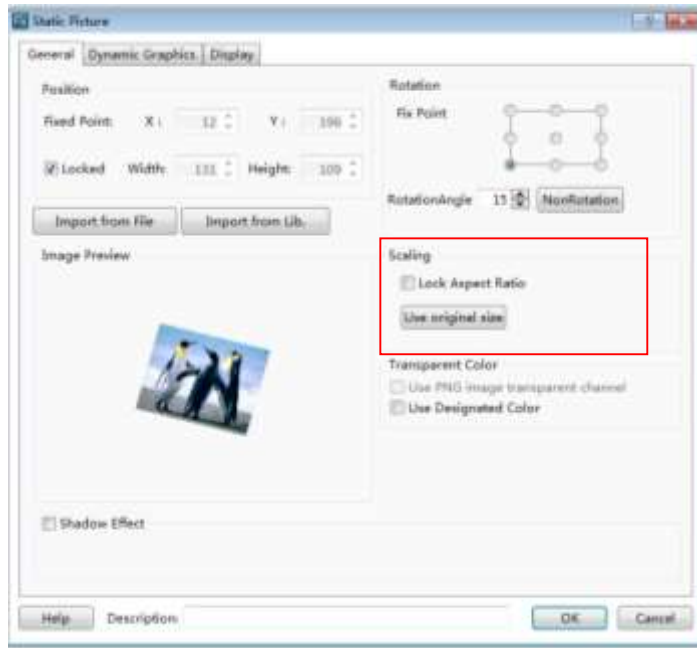 Static Picture
General Dynamic Graphics Display
Position
Fixed Point: X: 12 Y: 198
Locked Width: 131 Height: 109
Import from File Import from Lib.
Image Preview
Rotation
Fix Point
RotationAngle 15 NonRotation
Scaling
Lock Aspect Ratio
Use original size
Transparent Color
Use PNG image transparent channel
Use Designated Color
Shadow Effect
Help Description OK Cancel